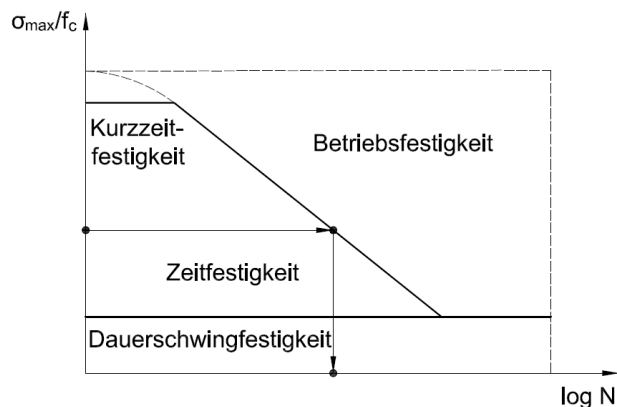 σmax/fc
Kurzzeit-
festigkeit
Betriebsfestigkeit
Zeitfestigkeit
Dauerschwingfestigkeit
log N